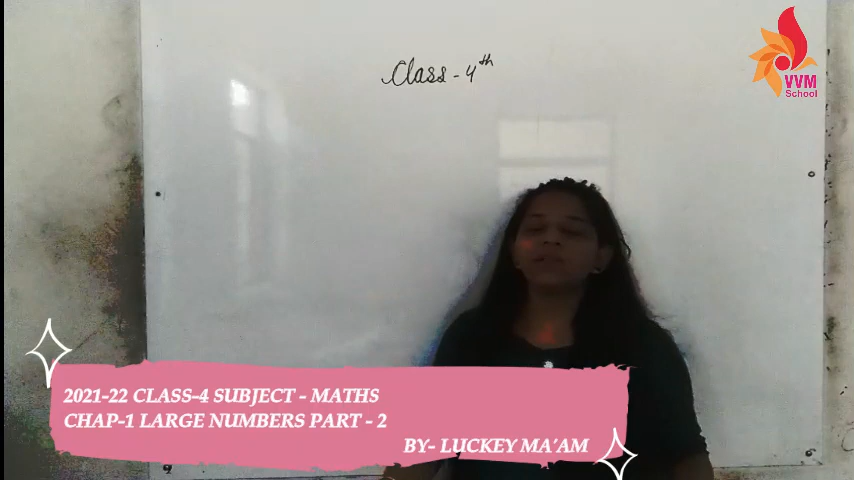 Class - 4th
VVM
School
2021-22 CLASS-4 SUBJECT - MATHS
CHAP-1 LARGE NUMBERS PART - 2
BY- LUCKEY MA'AM